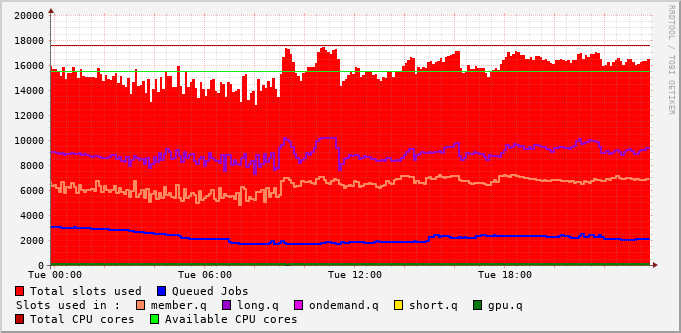 20000
18000
16000
14000
12000
10000
8000
6000
4000
2000
0
Tue 00:00 Tue 06:00 Tue 12:00 Tue 18:00
RRDTOOL / TOBI OETIKER
Total slots used Queued Jobs
Slots used in : member.q long.q ondemand.q short.q gpu.q
Total CPU cores Available CPU cores